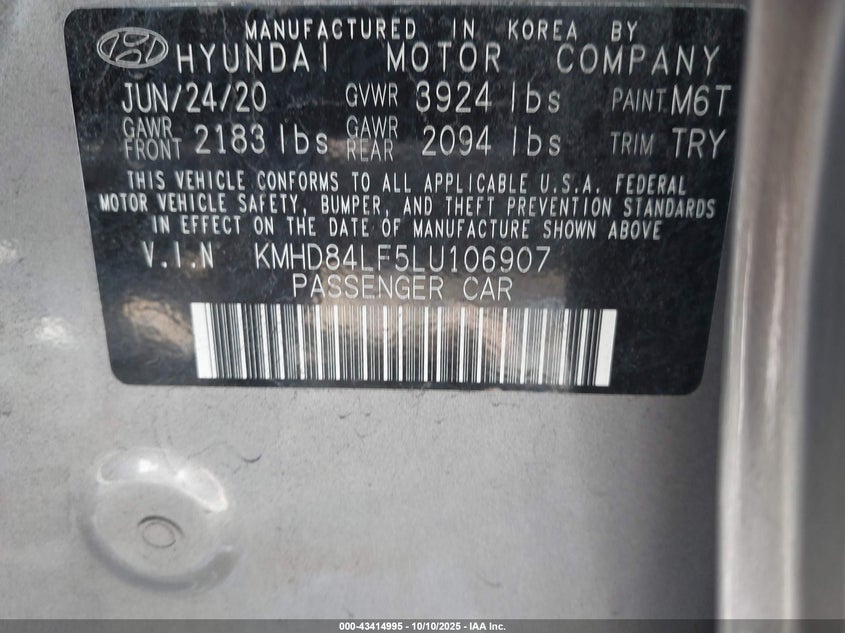 MANUFACTURED IN KOREA BY
HYUNDAI MOTOR COMPANY
JUN/24/20 GVWR 3924 lbs PAINT M6T
GAWR FRONT 2183 lbs GAWR REAR 2094 lbs TRIM TRY
THIS VEHICLE CONFORMS TO ALL APPLICABLE U.S.A. FEDERAL
MOTOR VEHICLE SAFETY, BUMPER, AND THEFT PREVENTION STANDARDS
IN EFFECT ON THE DATE OF MANUFACTURE SHOWN ABOVE
V.I.N KMHD84LF5LU106907
PASSENGER CAR
000-43414995 - 10/10/2025 - IAA Inc.